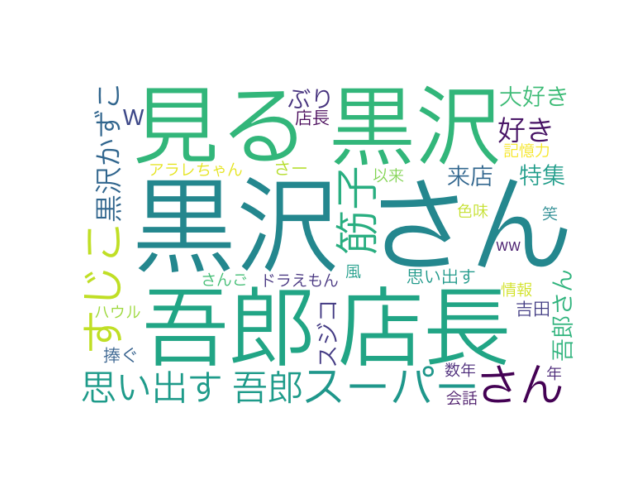 見る 黒沢
ぶり
店長
大好き
好き
記憶力
w
黒沢かずこ
アラレちゃん
さー
以来
来店
特集
筋子
黒沢さん
色味
笑
ww
すじこ
さんご
ドラえもん
風
思い出す
情報
吾郎さん
ハウル
吾郎店長
スジコ
吉田
捧ぐ
思い出す
吾郎スーパー
さん
数年
会話
年